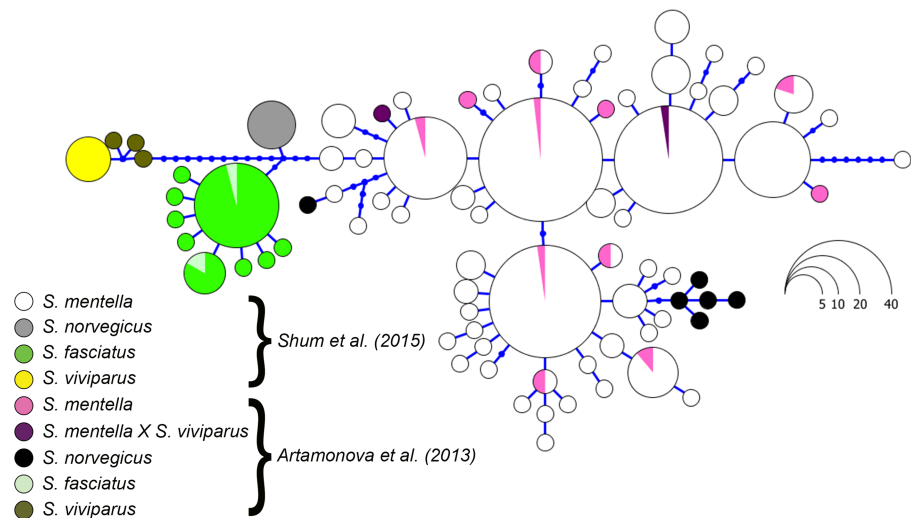 5 10 20 40
S. mentella
S. norvegicus
S. fasciatus
S. viviparus
Shum et al. (2015)
S. mentella
S. mentella X S. viviparus
S. norvegicus
S. fasciatus
S. viviparus
Artamonova et al. (2013)